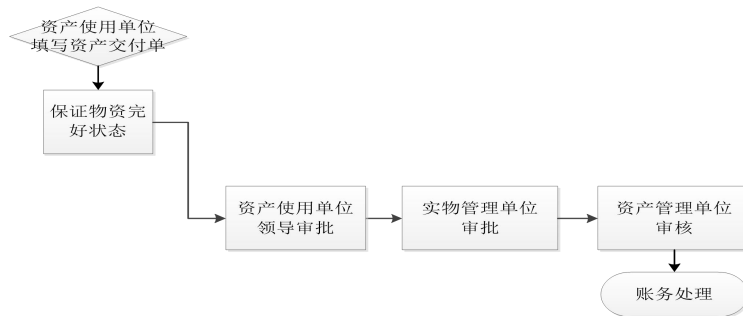 资产使用单位
填写资产交付单
保证物资完
好状态
资产使用单位
领导审批
实物管理单位
审批
资产管理单位
审核
账务处理